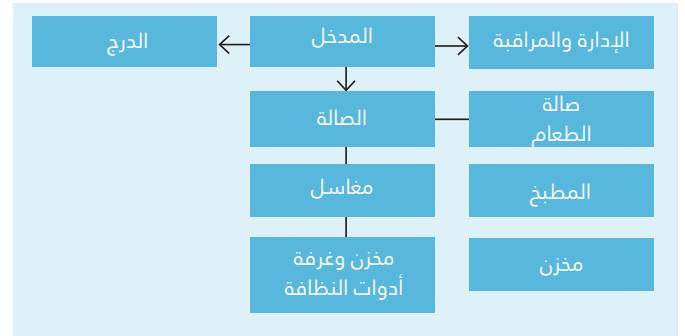 الإدارة والمراقبة
المدخل
الدرج
صالة
الطعام
الصالة
المطبخ
مغاسل
مخزن
مخزن وغرفة
أدوات النظافة